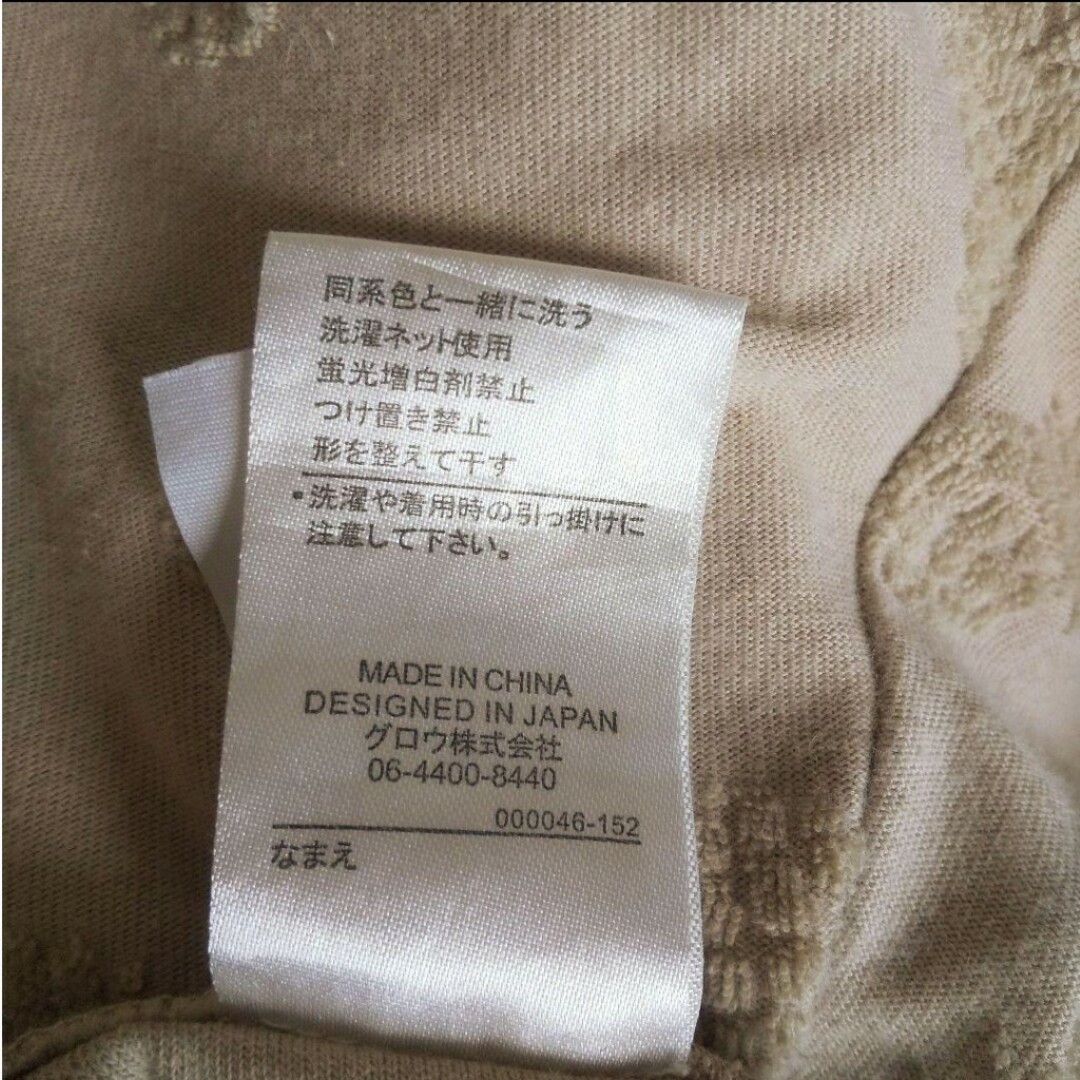 同系色と一緒に洗う
洗濯ネット使用
蛍光増白剤禁止
つけ置き禁止
形を整えて干す
・洗濯や着用時の引っ掛けに
注意して下さい。
MADE IN CHINA
DESIGNED IN JAPAN
グロウ株式会社
06-4400-8440
000046-152
なまえ